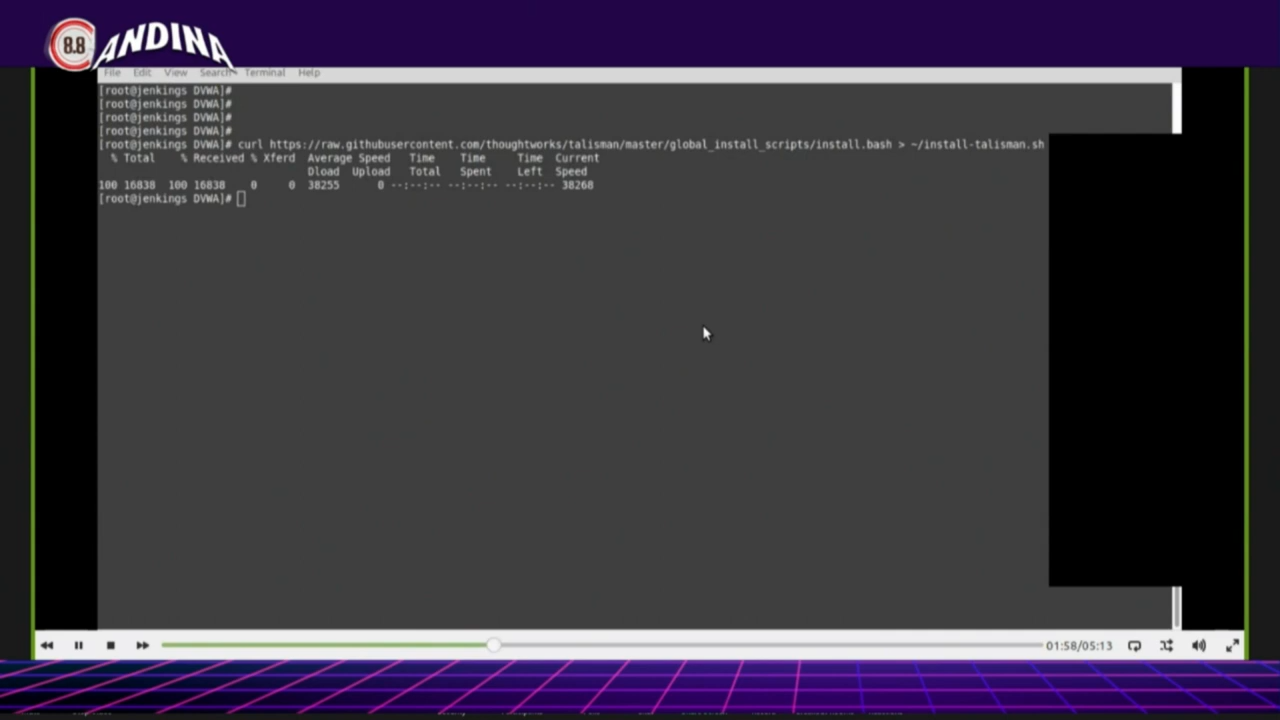 8.8 ANDINA
File Edit View Search Terminal Help
[root@jenkings DVWA]#
[root@jenkings DVWA]#
[root@jenkings DVWA]#
[root@jenkings DVWA]#
[root@jenkings DVWA]# curl https://raw.githubusercontent.com/thoughtworks/talisman/master/global_install_scripts/install.bash > ~/install-talisman.sh
% Total % Received % Xferd Average Speed Time Time Time Current
Dload Upload Total Spent Left Speed
100 16838 100 16838 0 0 38255 0 --:--:-- --:--:-- --:--:-- 38268
[root@jenkings DVWA]#
01:58/05:13